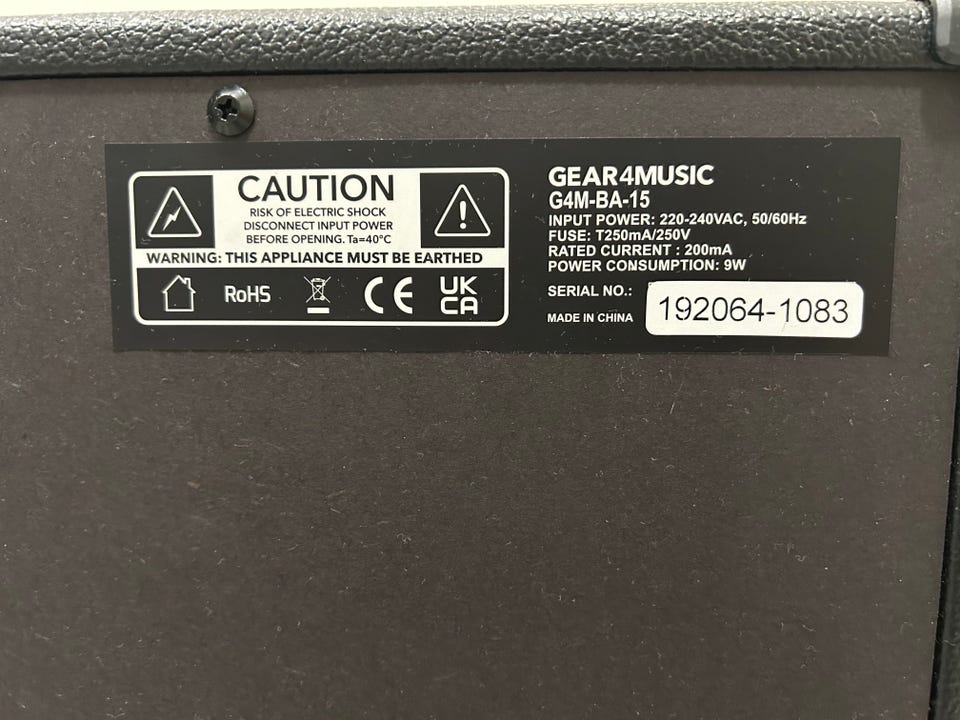 CAUTION
RISK OF ELECTRIC SHOCK
DISCONNECT INPUT POWER
BEFORE OPENING. Ta=40°C
WARNING: THIS APPLIANCE MUST BE EARTHED
RoHS
CE
UK
CA
GEAR4MUSIC
G4M-BA-15
INPUT POWER: 220-240VAC, 50/60Hz
FUSE: T250mA/250V
RATED CURRENT : 200mA
POWER CONSUMPTION: 9W
SERIAL NO.: 192064-1083
MADE IN CHINA